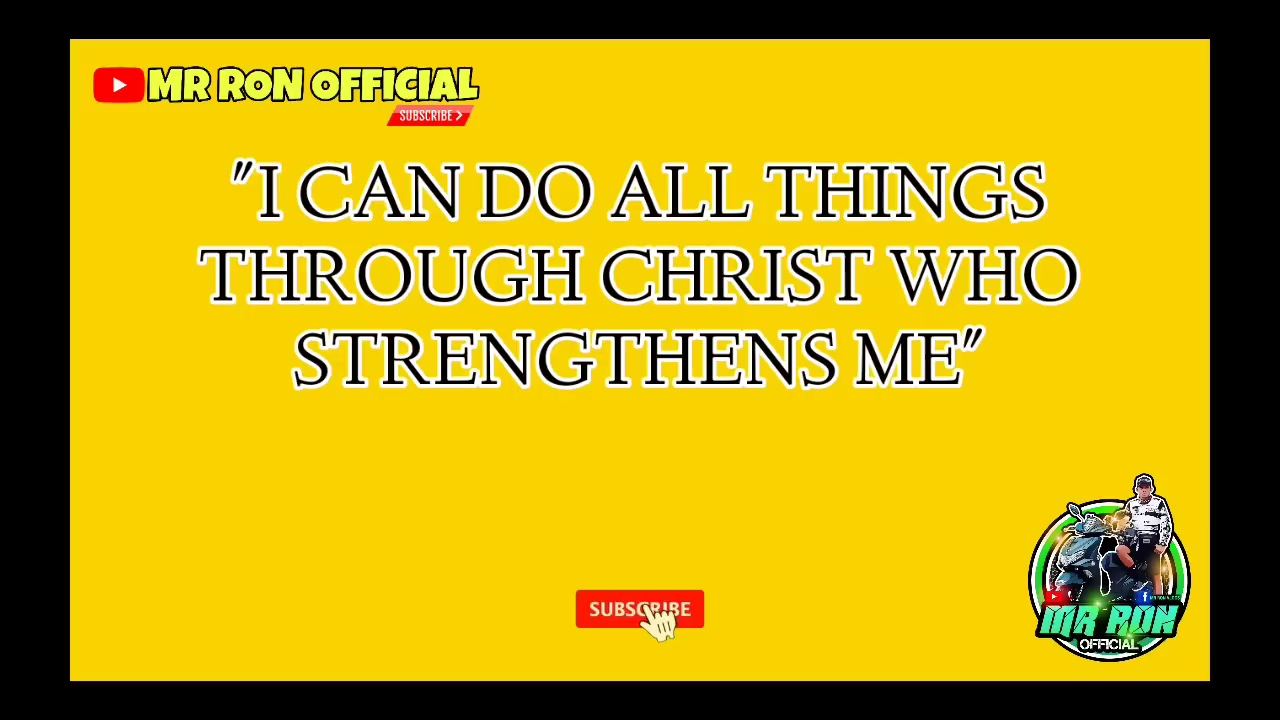 MR RON OFFICIAL
SUBSCRIBE >
"I CAN DO ALL THINGS
THROUGH CHRIST WHO
STRENGTHENS ME"
SUBSCRIBE
MR RON
OFFICIAL